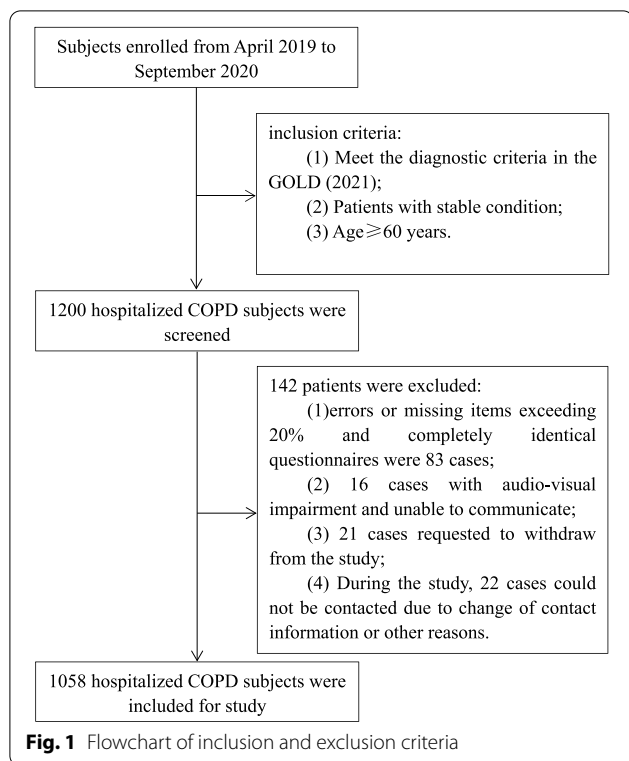 Subjects enrolled from April 2019 to
September 2020
inclusion criteria:
(1) Meet the diagnostic criteria in the
GOLD (2021);
(2) Patients with stable condition;
(3) Age≥60 years.
1200 hospitalized COPD subjects were
screened
142 patients were excluded:
(1)errors or missing items exceeding
20% and completely identical
questionnaires were 83 cases;
(2) 16 cases with audio-visual
impairment and unable to communicate;
(3) 21 cases requested to withdraw
from the study;
(4) During the study, 22 cases could
not be contacted due to change of contact
information or other reasons.
1058 hospitalized COPD subjects were
included for study
Fig. 1 Flowchart of inclusion and exclusion criteria